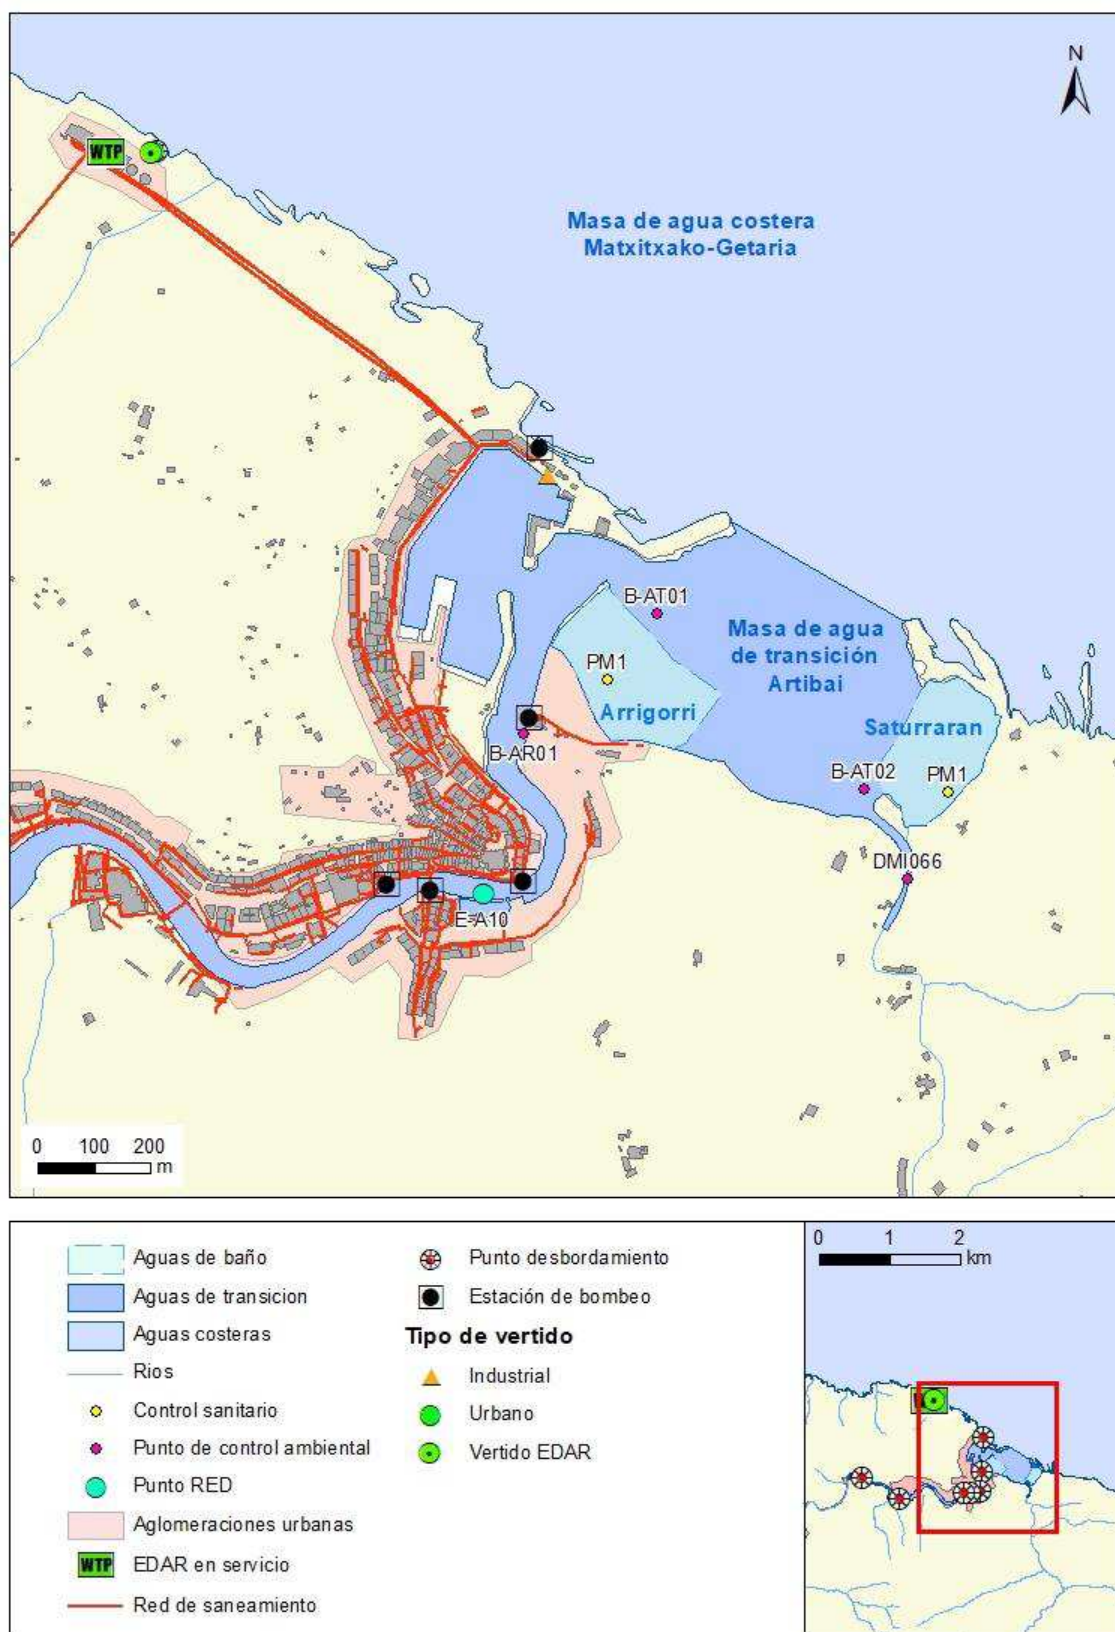 N
WTP
Masa de agua costera
Matxitxako-Getaria
B-AT01
Masa de agua
de transición
Artibai
PM1
Arrigorri
Saturraran
B-AR01
B-AT02
PM1
DMI066
E-A10
0 100 200
m
Aguas de baño
Aguas de transicion
Aguas costeras
Rios
Control sanitario
Punto de control ambiental
Punto RED
Aglomeraciones urbanas
WTP EDAR en servicio
Red de saneamiento
Punto desbordamiento
Estación de bombeo
Tipo de vertido
Industrial
Urbano
Vertido EDAR
0 1 2
km